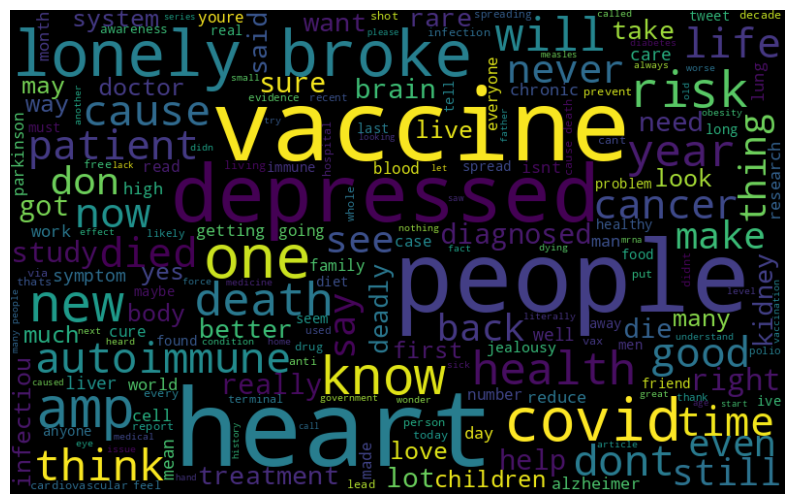 youre
system
awareness
series
real
month
lonely broke
said
want
shot
spreading
please
infection
measles
diabetes
always
rare
will
tweet
called
take
care
decade
life
may
way
doctor
sure
brain
everyone
never
chronic
prevent
small
worse
old
obesity
risk
cause
another
evidence
recent
try
looking
tell
vaccine
live
father
cause death
lung
thing
patient
parkinson
must
didn
last
long
need
cant
year
research
don
free
lack
read
living
immune
hospital
blood
let
spread
isnt
problem
look
got
high
now
depressed
whole
saw
healthy
cancer
work
effect
likely
getting
going
nothing
dying
man
mrna
food
make
study
died
one
see
case
diagnosed
fact
via
thats
maybe
yes
family
diet
seem
people
put
didnt
level
vaccination
symptom
force
medicine
deadly
kidney
new
body
death
say
back
well
away
die
many
many people
next
heard
much
cure
found
used
literally
vax
men
understand
polio
better
condition
home
drug
anti
first
sick
jealousy
good
autoimmune
really
health
right
infectiou
caused
liver
world
every
know
friend
ive
amp
cell
terminal
government
wonder
number
reduce
great
thank
start
anyone
report
heart
person
today
covid
time
think
mean
eye
history
call
day
dont
even
medical
issue
made
love
help
article
still
cardiovascular
feel
hand
treatment
lead
lot
children
alzheimer